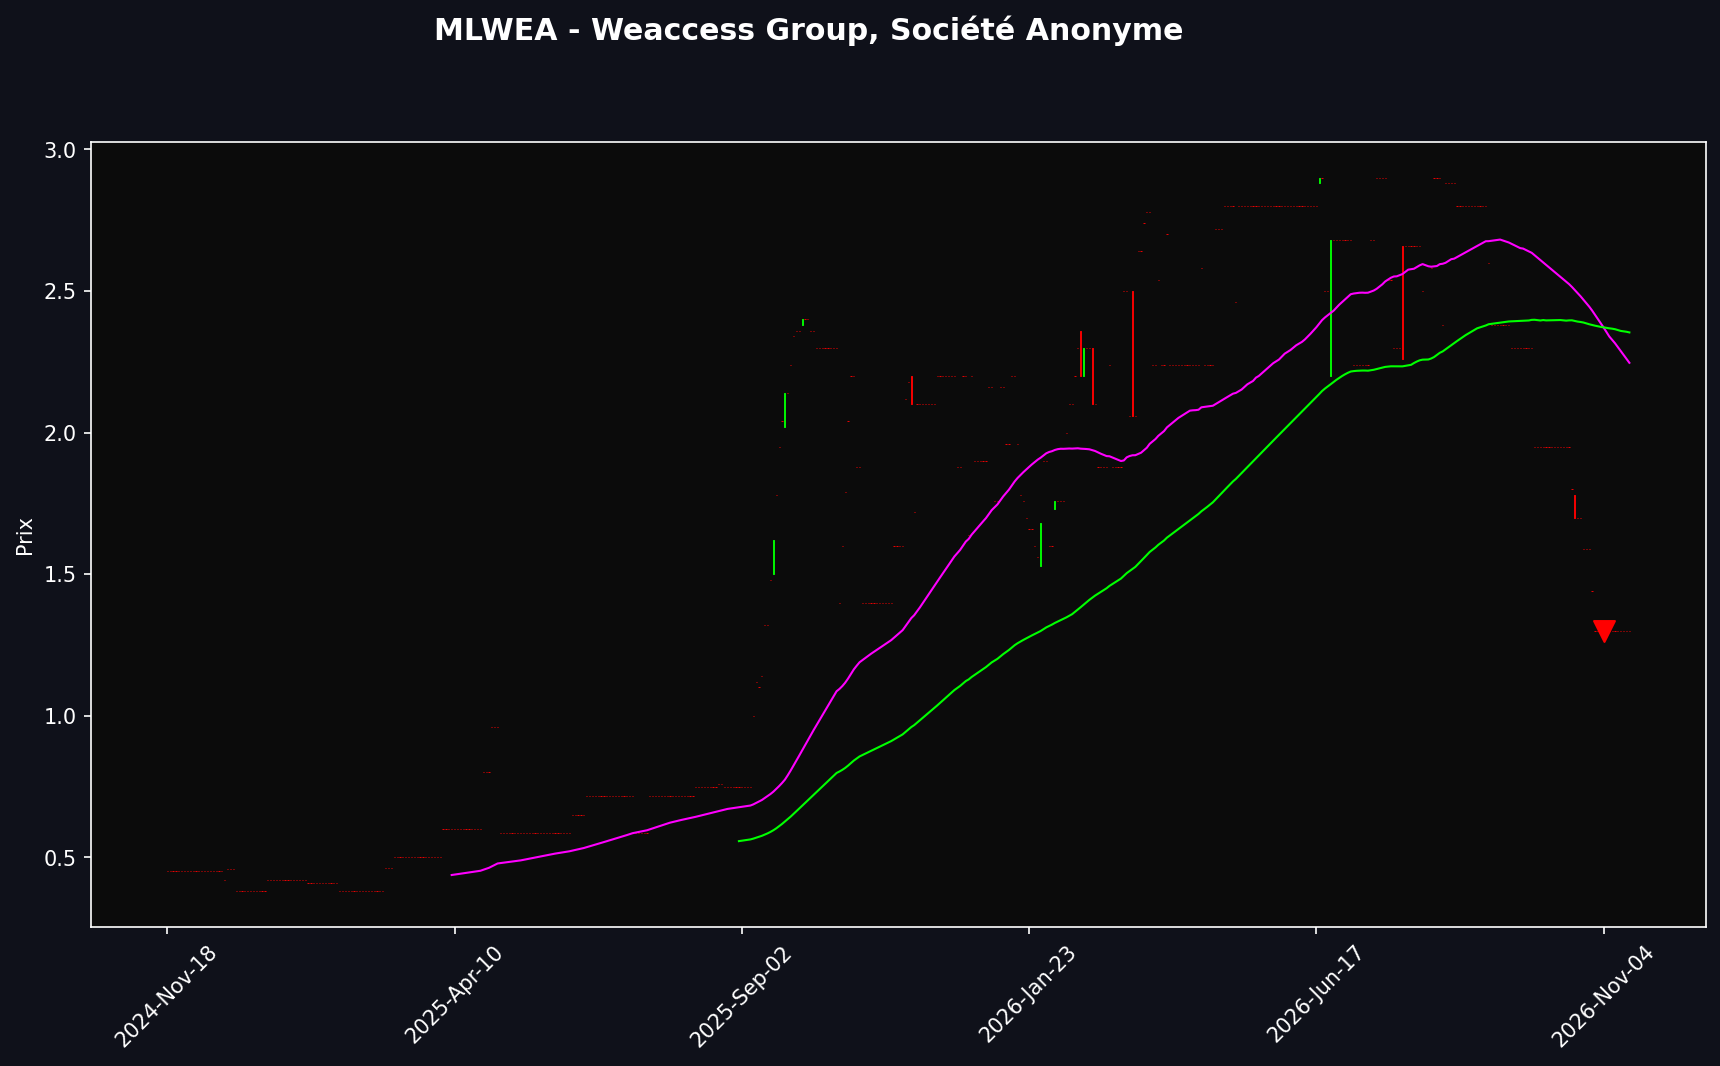 MLWEA - Weaccess Group, Société Anonyme
3.0
2.5
2.0
1.5
1.0
0.5
Prix
2024-Nov-18
2025-Apr-10
2025-Sep-02
2026-Jan-23
2026-Jun-17
2026-Nov-04